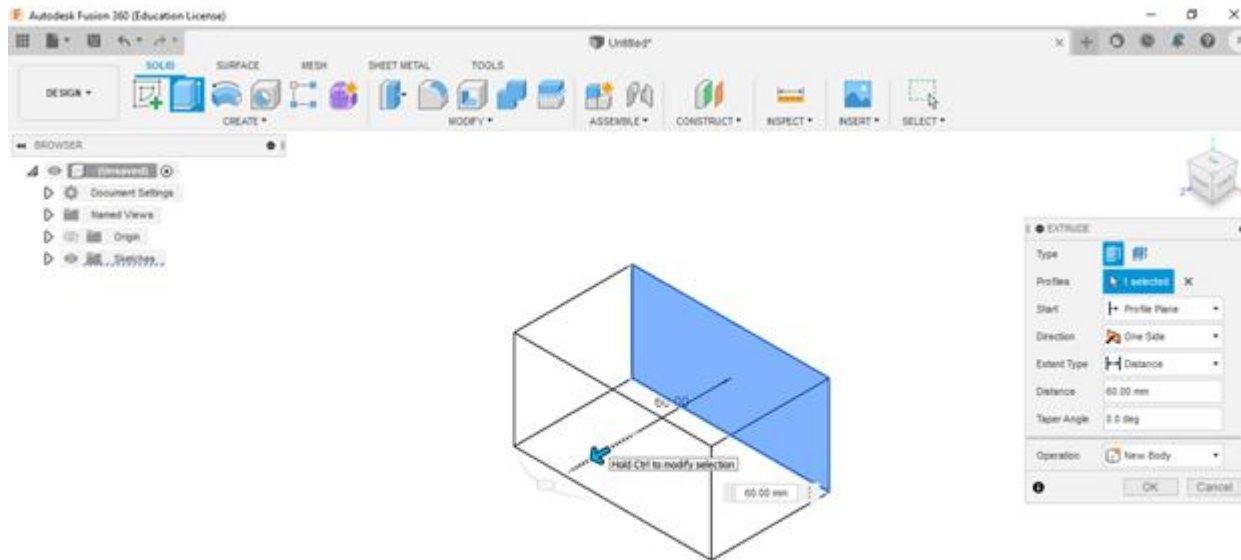 Autodesk Fusion 360 (Education License)
Untitled*
SOLID SURFACE MESH SHEET METAL TOOLS
DESIGN
CREATE MODIFY ASSEMBLE CONSTRUCT INSPECT INSERT SELECT
BROWSER
(Unsaved)
Document Settings
Named Views
Origin
Sketches
60.00
Hold Ctrl to modify selection
60.00 mm
EXTRUDE
Type
Profiles 1 selected
Start Profile Plane
Direction One Side
Extent Type Distance
Distance 60.00 mm
Taper Angle 0.0 deg
Operation New Body
OK Cancel